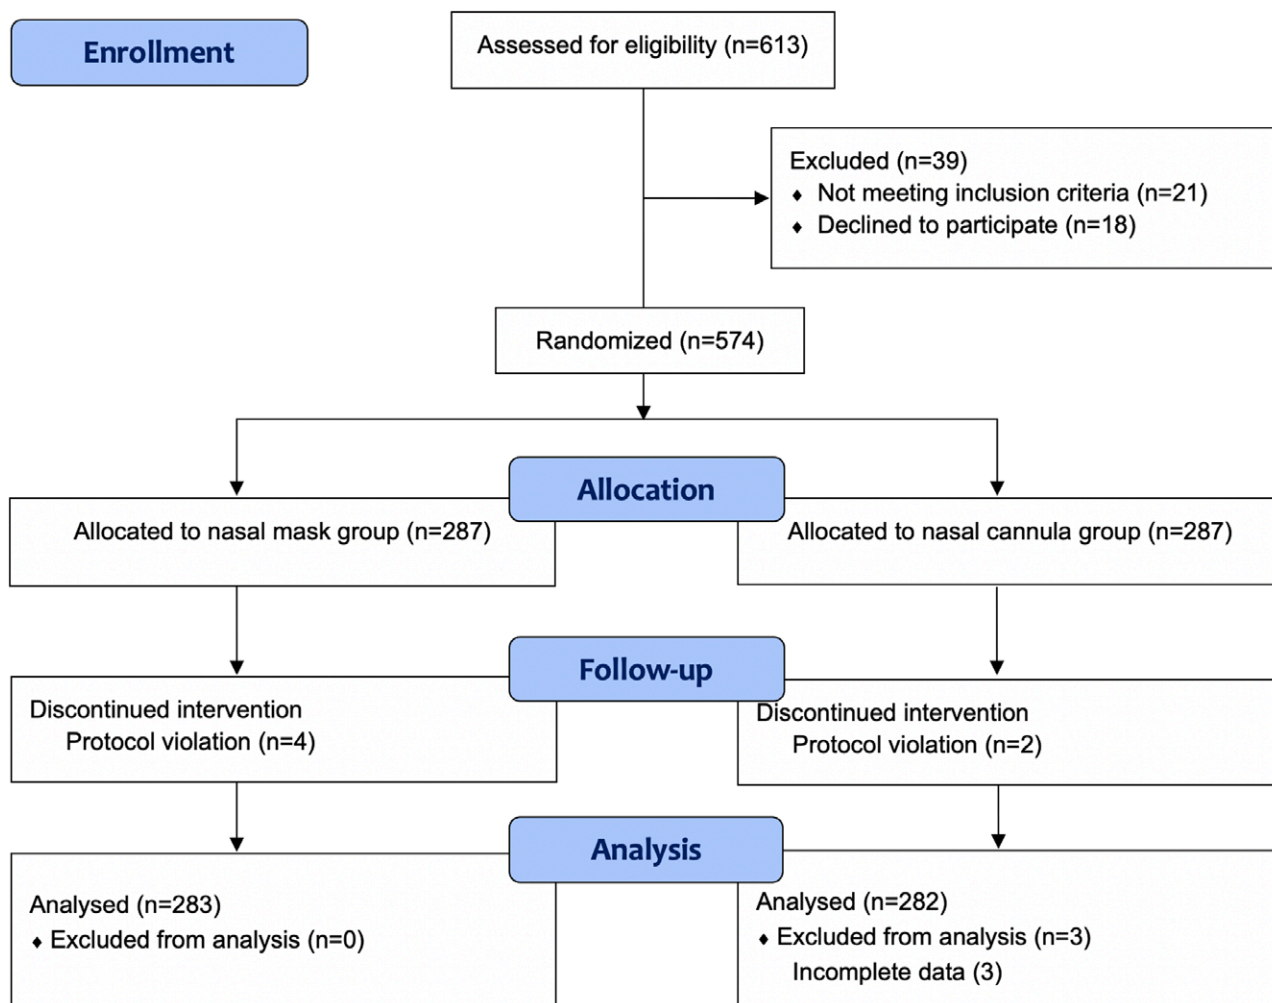 Enrollment
Assessed for eligibility (n=613)
Excluded (n=39)
♦ Not meeting inclusion criteria (n=21)
♦ Declined to participate (n=18)
Randomized (n=574)
Allocation
Allocated to nasal mask group (n=287)
Allocated to nasal cannula group (n=287)
Follow-up
Discontinued intervention
Protocol violation (n=4)
Discontinued intervention
Protocol violation (n=2)
Analysis
Analysed (n=283)
♦ Excluded from analysis (n=0)
Analysed (n=282)
♦ Excluded from analysis (n=3)
Incomplete data (3)